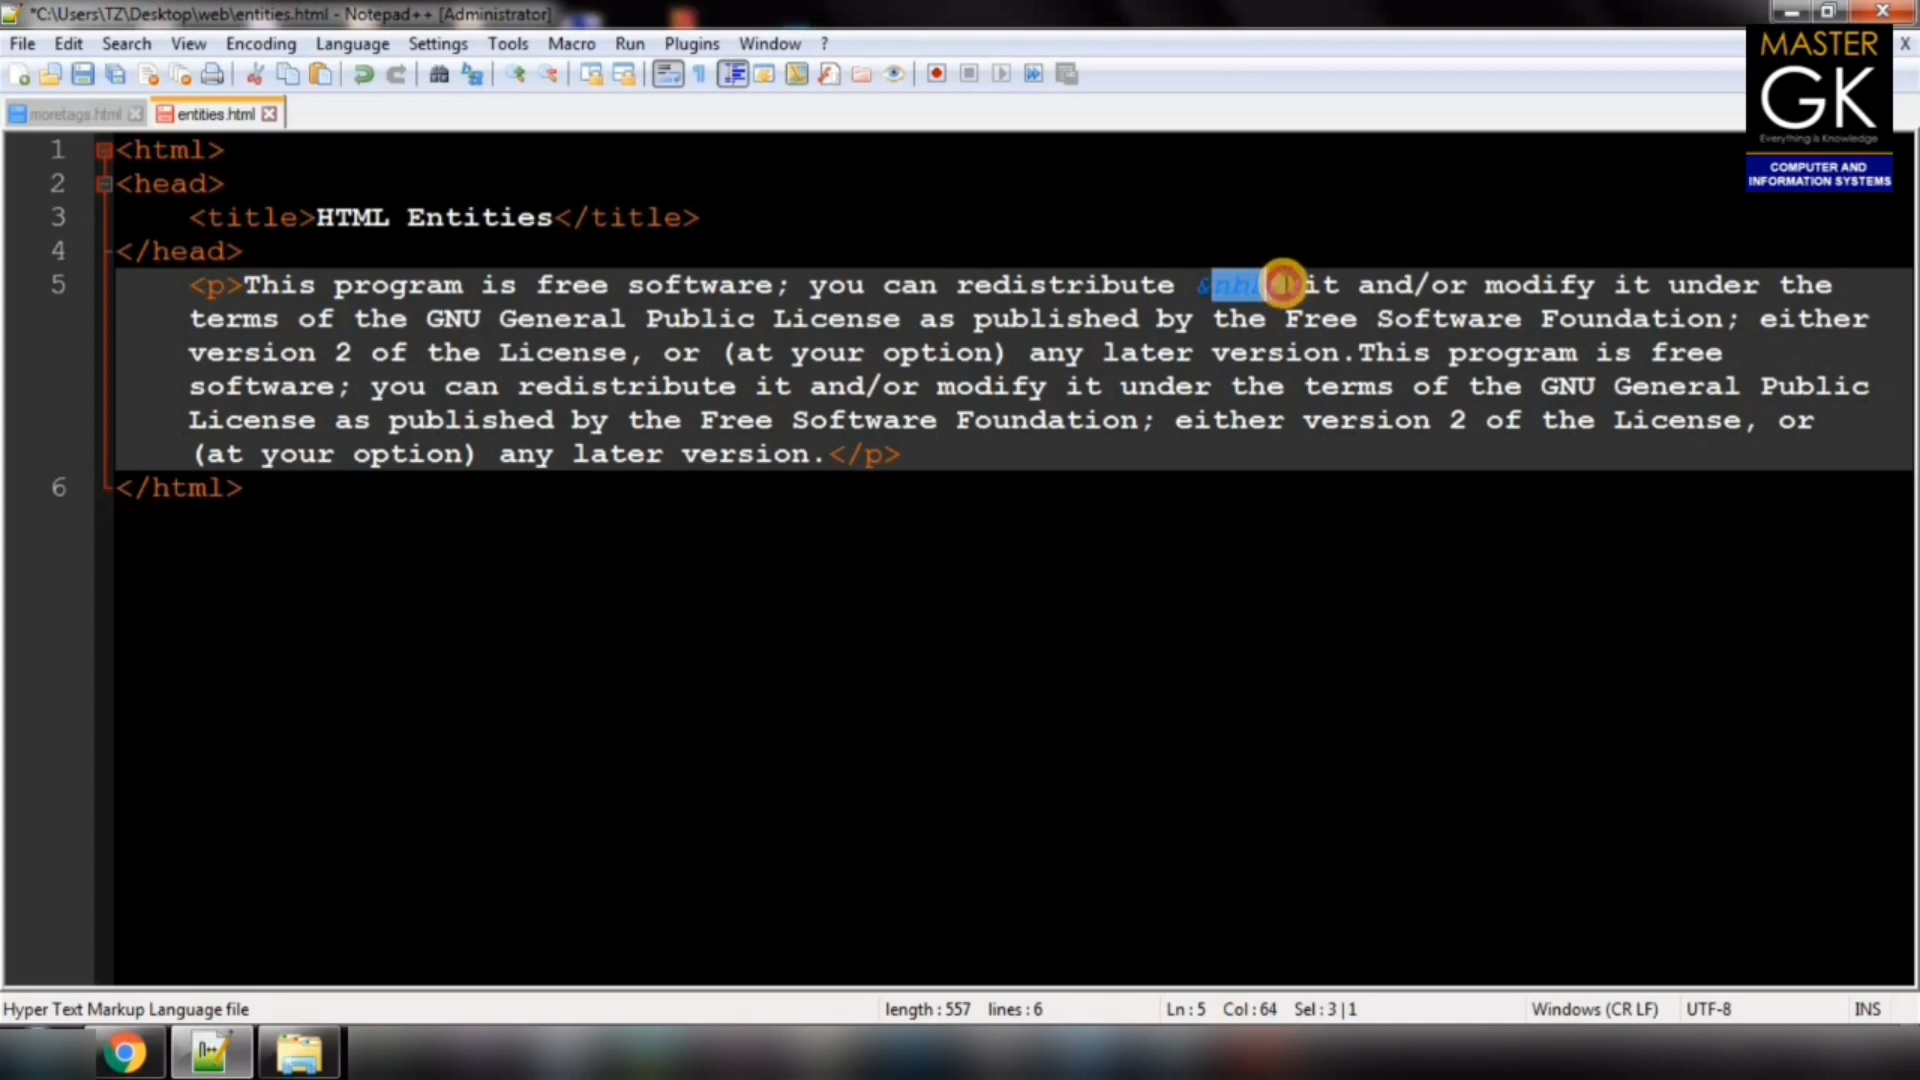 *C:\Users\TZ\Desktop\web\entities.html - Notepad++ [Administrator]
File Edit Search View Encoding Language Settings Tools Macro Run Plugins Window ? X
MASTER
GK
Everything is Knowledge
COMPUTER AND
INFORMATION SYSTEMS
moretags.html entities.html
1 <html>
2 <head>
3 <title>HTML Entities</title>
4 </head>
5 <p>This program is free software; you can redistribute it and/or modify it under the
terms of the GNU General Public License as published by the Free Software Foundation; either
version 2 of the License, or (at your option) any later version.This program is free
software; you can redistribute it and/or modify it under the terms of the GNU General Public
License as published by the Free Software Foundation; either version 2 of the License, or
(at your option) any later version.</p>
6 </html>
Hyper Text Markup Language file length : 557 lines : 6 Ln : 5 Col : 64 Sel : 3 | 1 Windows (CR LF) UTF-8 INS